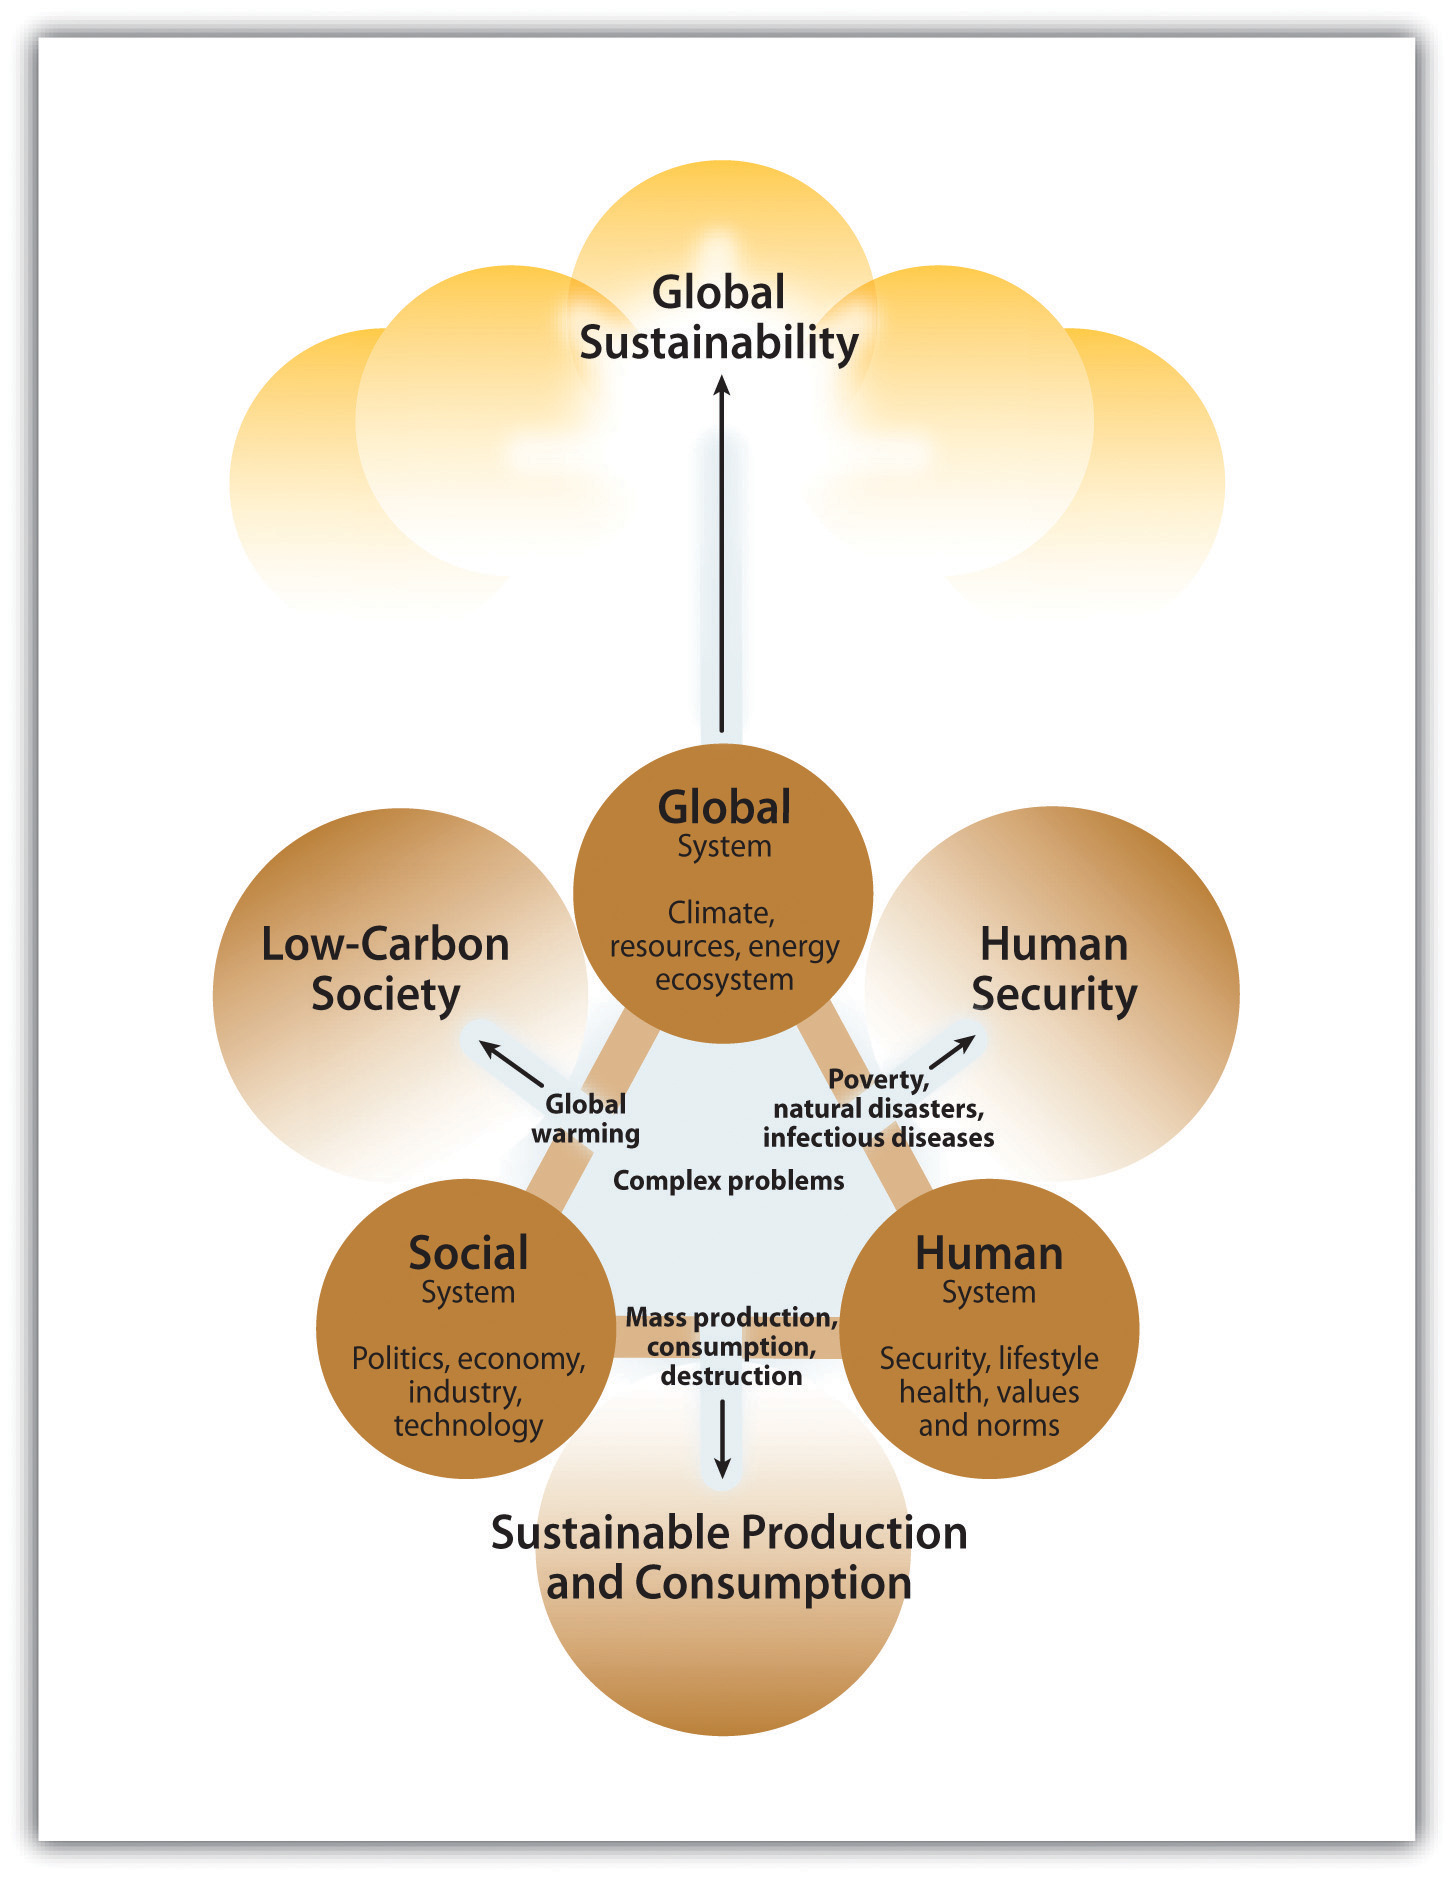 Global
Sustainability
Global
System
Climate,
resources, energy
ecosystem
Low-Carbon
Society
Human
Security
Global
warming
Poverty,
natural disasters,
infectious diseases
Complex problems
Social
System
Politics, economy,
industry,
technology
Mass production,
consumption,
destruction
Human
System
Security, lifestyle
health, values
and norms
Sustainable Production
and Consumption